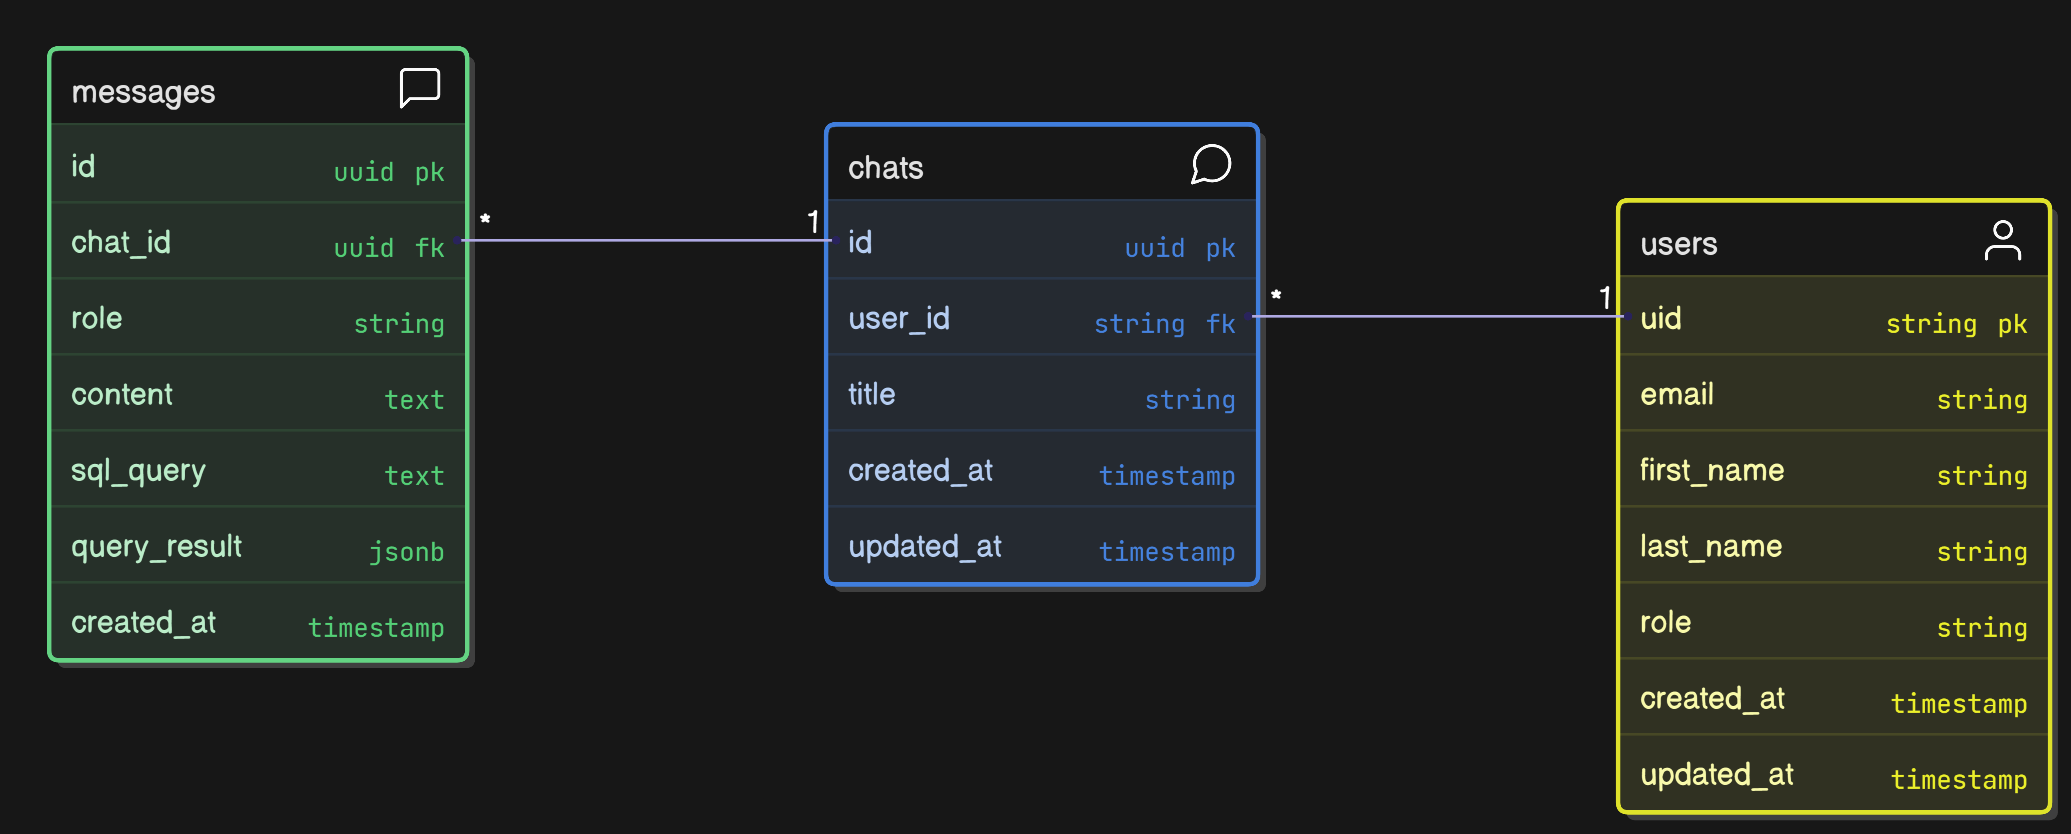 messages
id uuid pk
chat_id uuid fk
role string
content text
sql_query text
query_result jsonb
created_at timestamp
* 1
chats
id uuid pk
user_id string fk
title string
created_at timestamp
updated_at timestamp
* 1
users
uid string pk
email string
first_name string
last_name string
role string
created_at timestamp
updated_at timestamp